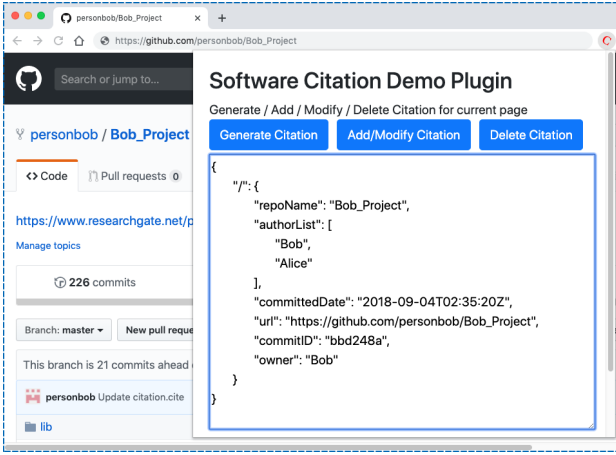 personbob/Bob_Project
https://github.com/personbob/Bob_Project
Search or jump to...
personbob / Bob_Project
Code
Pull requests 0
https://www.researchgate.net/p
Manage topics
226 commits
Branch: master
New pull reque
This branch is 21 commits ahead
personbob Update citation.cite
lib
Software Citation Demo Plugin
Generate / Add / Modify / Delete Citation for current page
Generate Citation
Add/Modify Citation
Delete Citation
{
"/": {
"repoName": "Bob_Project",
"authorList": [
"Bob",
"Alice"
],
"committedDate": "2018-09-04T02:35:20Z",
"url": "https://github.com/personbob/Bob_Project",
"commitID": "bbd248a",
"owner": "Bob"
}
}